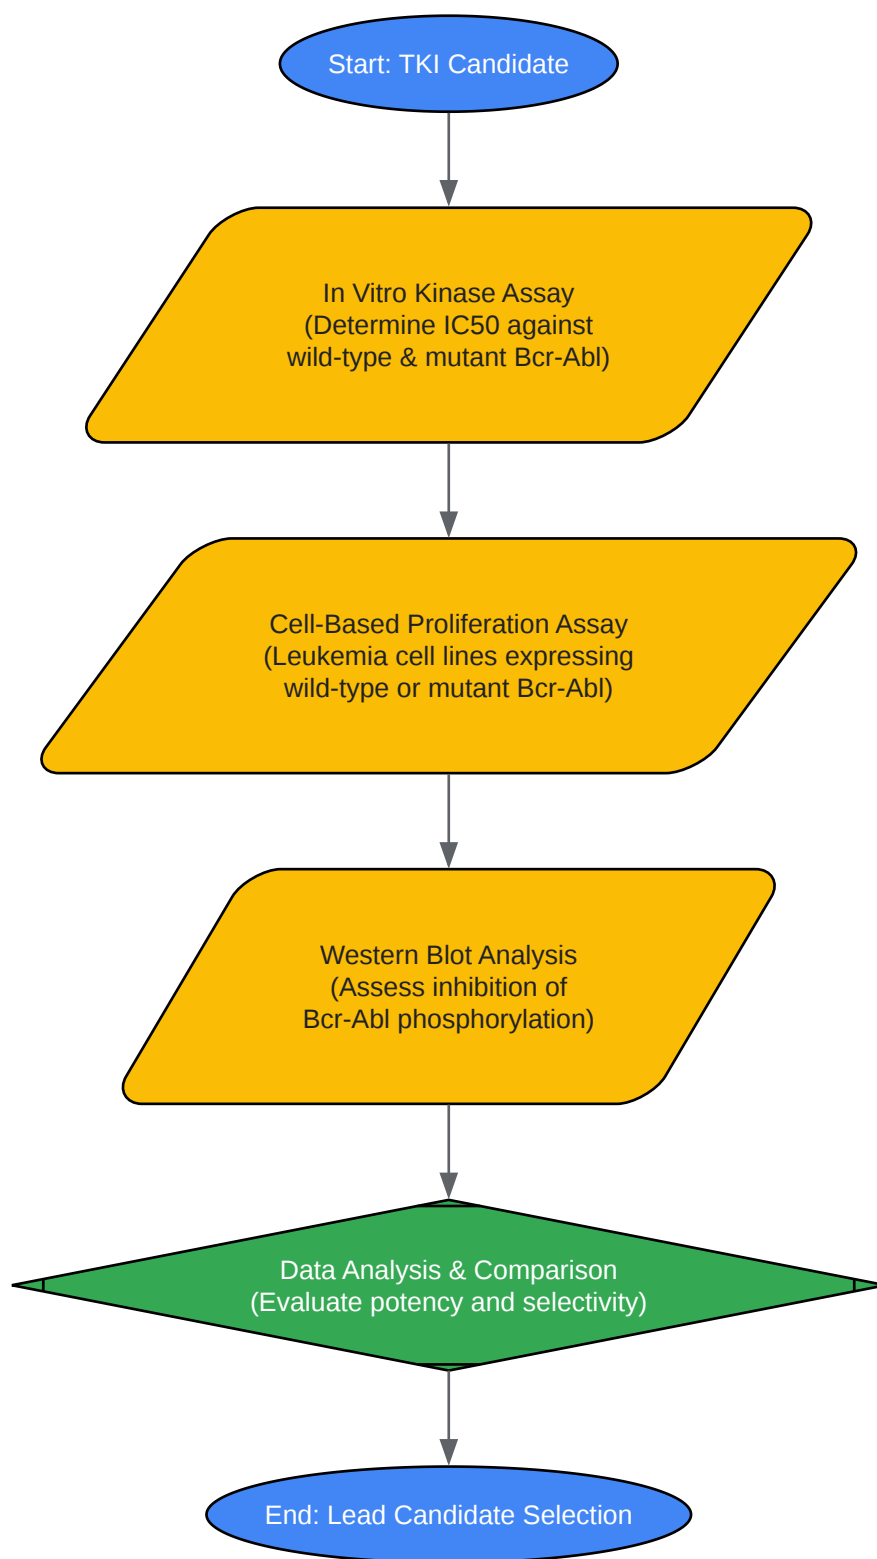 Start: TKI Candidate
In Vitro Kinase Assay
(Determine IC50 against
wild-type & mutant Bcr-Abl)
Cell-Based Proliferation Assay
(Leukemia cell lines expressing
wild-type or mutant Bcr-Abl)
Western Blot Analysis
(Assess inhibition of
Bcr-Abl phosphorylation)
Data Analysis & Comparison
(Evaluate potency and selectivity)
End: Lead Candidate Selection